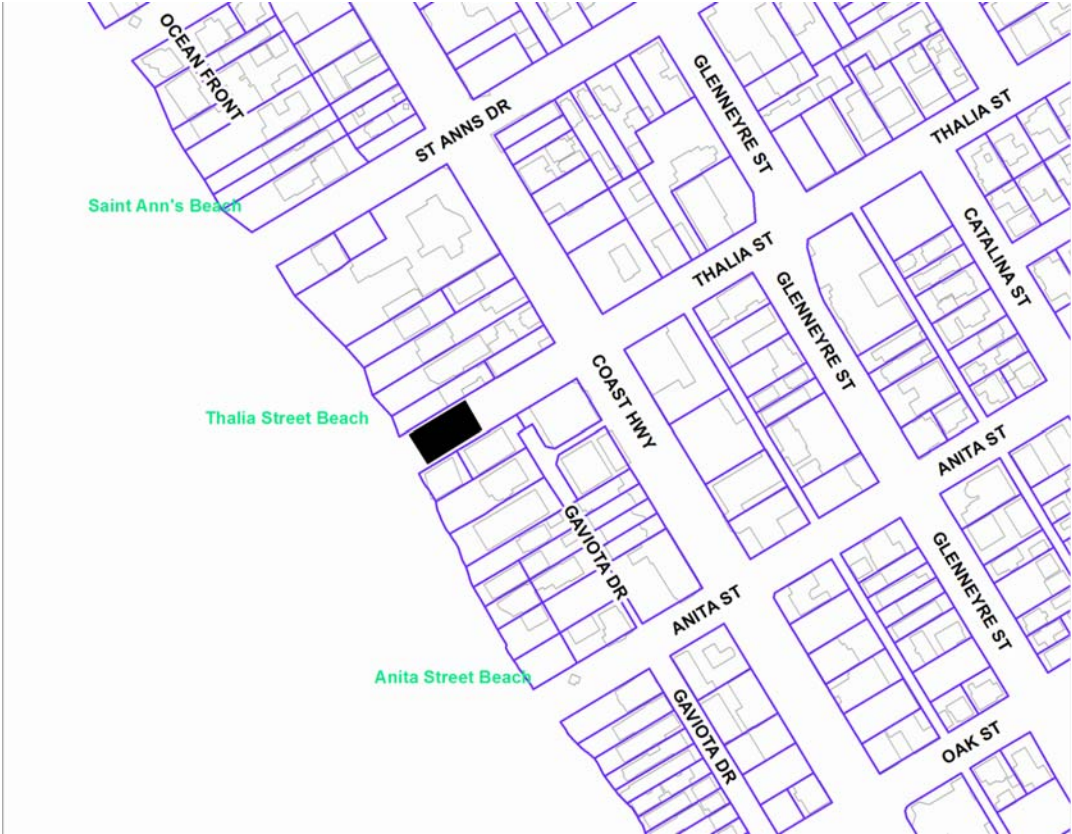 OCEAN FRONT
ST ANNS DR
GLENNEYRE ST
THALIA ST
Saint Ann's Beach
THALIA ST
CATALINA ST
GLENNEYRE ST
COAST HWY
Thalia Street Beach
ANITA ST
GAVIOTA DR
GLENNEYRE ST
ANITA ST
Anita Street Beach
GAVIOTA DR
OAK ST